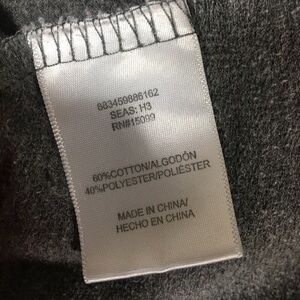 883459886162
SEAS: H3
RN#15099
60%COTTON/ALGODÓN
40%POLYESTER/POLIÉSTER
MADE IN CHINA/
HECHO EN CHINA